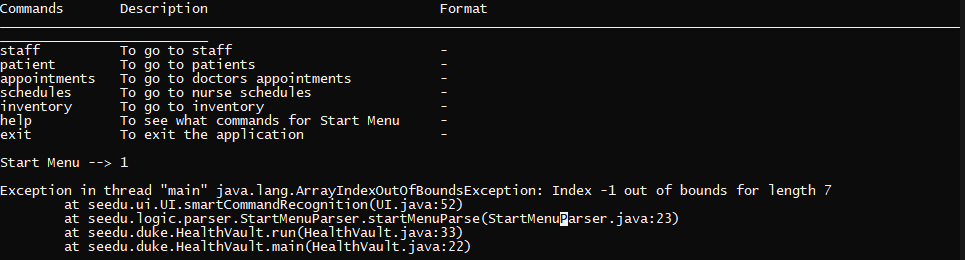 Commands Description Format
staff To go to staff -
patient To go to patients -
appointments To go to doctors appointments -
schedules To go to nurse schedules -
inventory To go to inventory -
help To see what commands for Start Menu -
exit To exit the application -
Start Menu --> 1
Exception in thread "main" java.lang.ArrayIndexOutOfBoundsException: Index -1 out of bounds for length 7
at seedu.ui.UI.smartCommandRecognition(UI.java:52)
at seedu.logic.parser.StartMenuParser.startMenuParse(StartMenuParser.java:23)
at seedu.duke.HealthVault.run(HealthVault.java:33)
at seedu.duke.HealthVault.main(HealthVault.java:22)